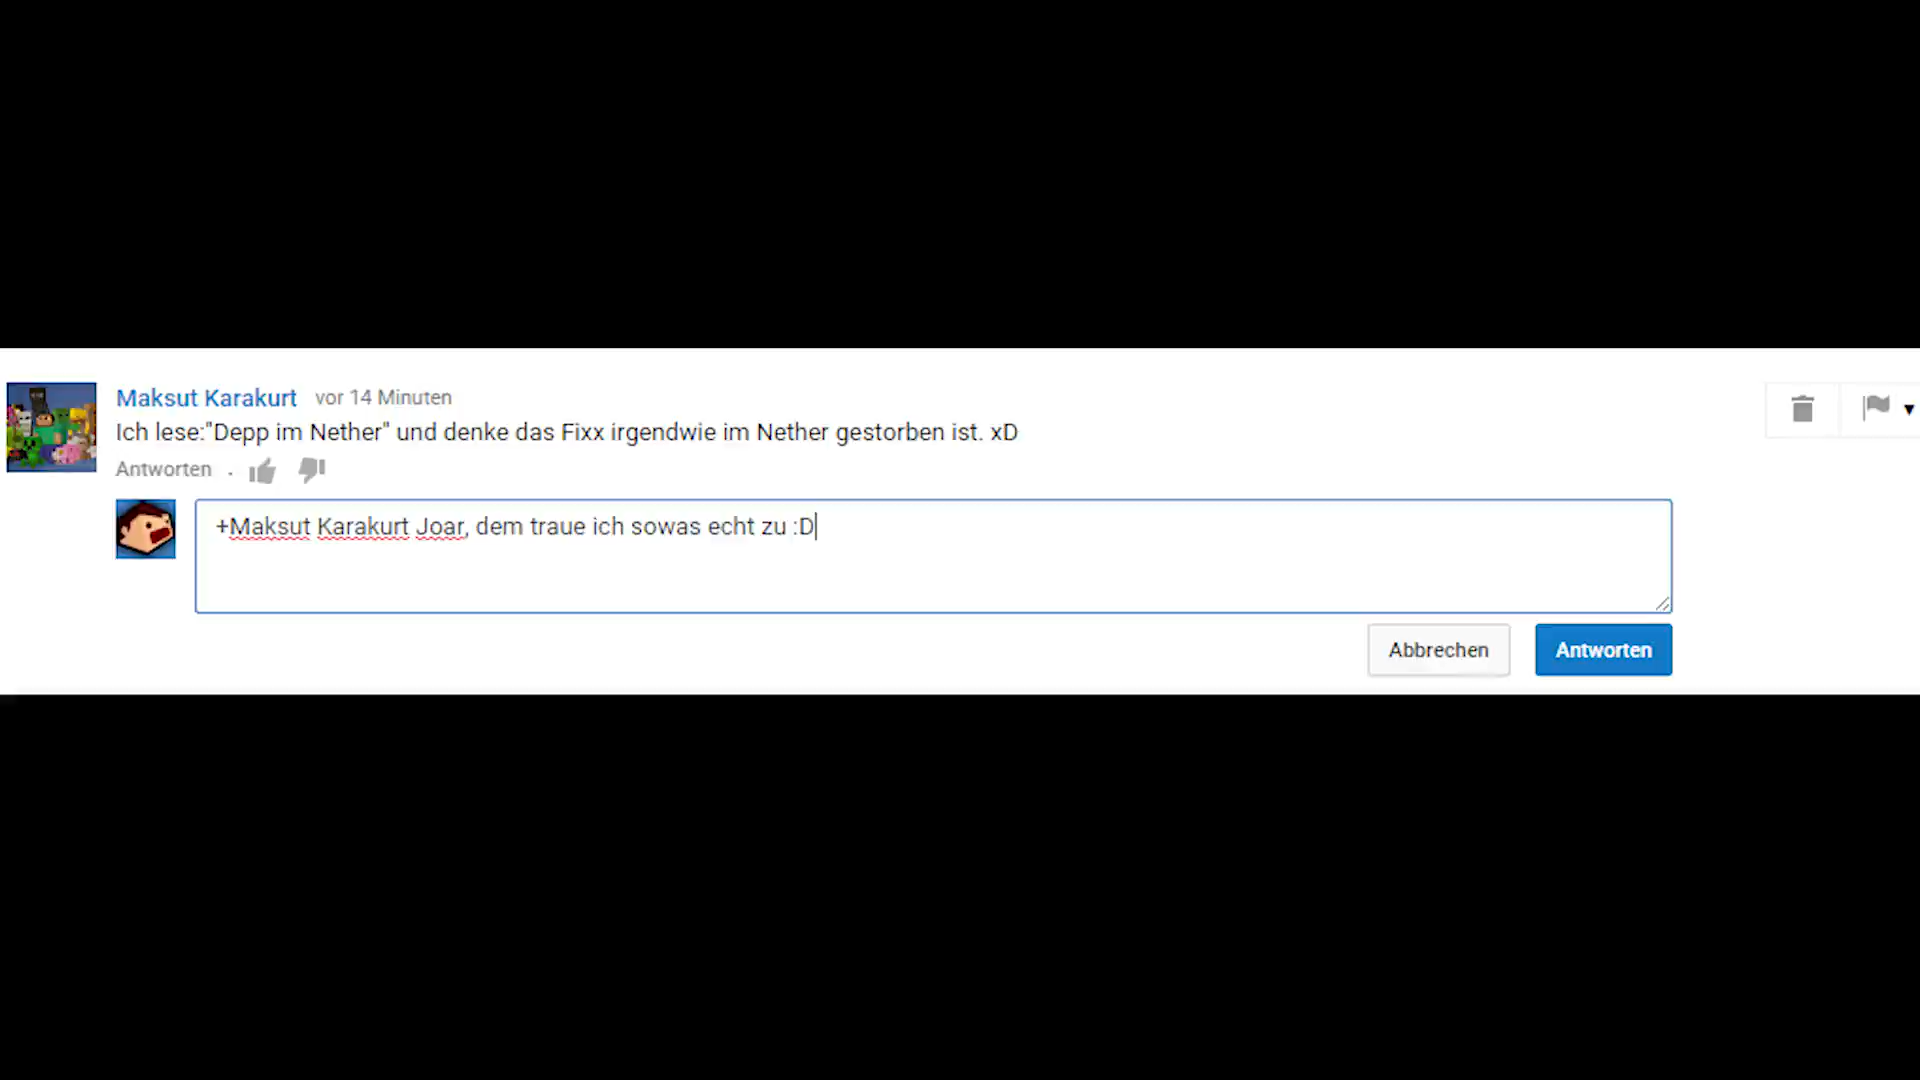 Maksut Karakurt vor 14 Minuten
Ich lese:"Depp im Nether" und denke das Fixx irgendwie im Nether gestorben ist. xD
Antworten .
+Maksut Karakurt Joar, dem traue ich sowas echt zu :D
Abbrechen Antworten